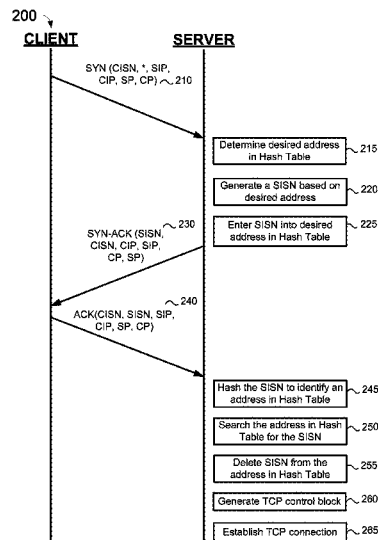 200
CLIENT
SERVER
SYN (CISN, *, SIP,
CIP, SP, CP)
210
Determine desired address
in Hash Table
215
Generate a SISN based on
desired address
220
230
SYN-ACK (SISN,
CISN, CIP, SIP,
CP, SP)
Enter SISN into desired
address in Hash Table
225
240
ACK(CISN, SISN, SIP,
CIP, SP, CP)
Hash the SISN to identify an
address in Hash Table
245
Search the address in Hash
Table for the SISN
250
Delete SISN from the
address in Hash Table
255
Generate TCP control block
260
Establish TCP connection
265